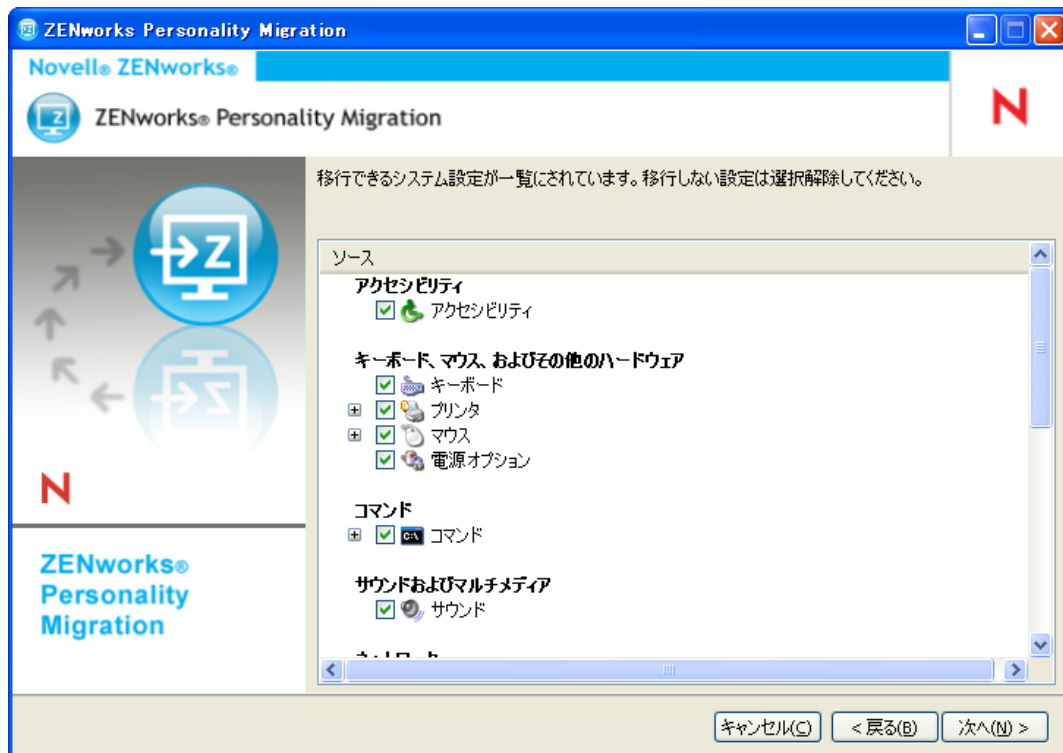 ZENworks Personality Migration
Novell® ZENworks®
ZENworks® Personality Migration
N
移行できるシステム設定が一覧にされています。移行しない設定は選択解除してください。
ソース
アクセシビリティ
アクセシビリティ
キーボード、マウス、およびその他のハードウェア
キーボード
プリンタ
マウス
電源オプション
コマンド
C:\ コマンド
サウンドおよびマルチメディア
サウンド
Z
N
ZENworks®
Personality
Migration
キャンセル(C)
< 戻る(B)
次へ(N) >